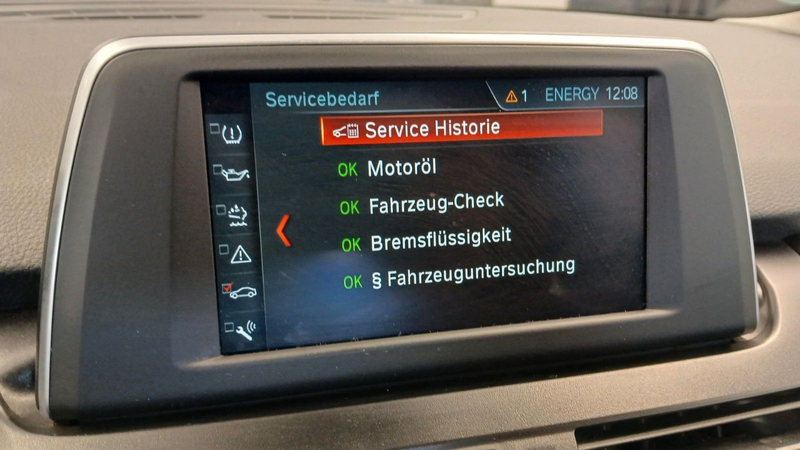 Servicebedarf 1 ENERGY 12:08
Service Historie
OK Motoröl
OK Fahrzeug-Check
OK Bremsflüssigkeit
OK § Fahrzeuguntersuchung